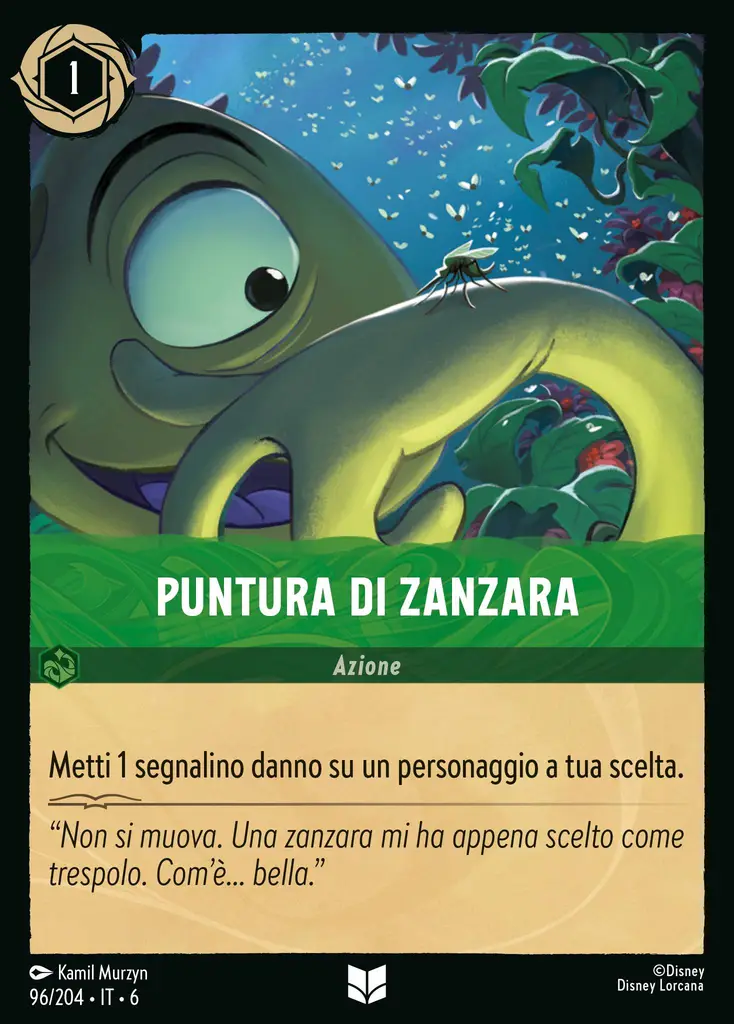 1
PUNTURA DI ZANZARA
Azione
Metti 1 segnalino danno su un personaggio a tua scelta.
“Non si muova. Una zanzara mi ha appena scelto come
trespolo. Com’è... bella.”
Kamil Murzyn
©Disney
96/204 • IT • 6
Disney Lorcana